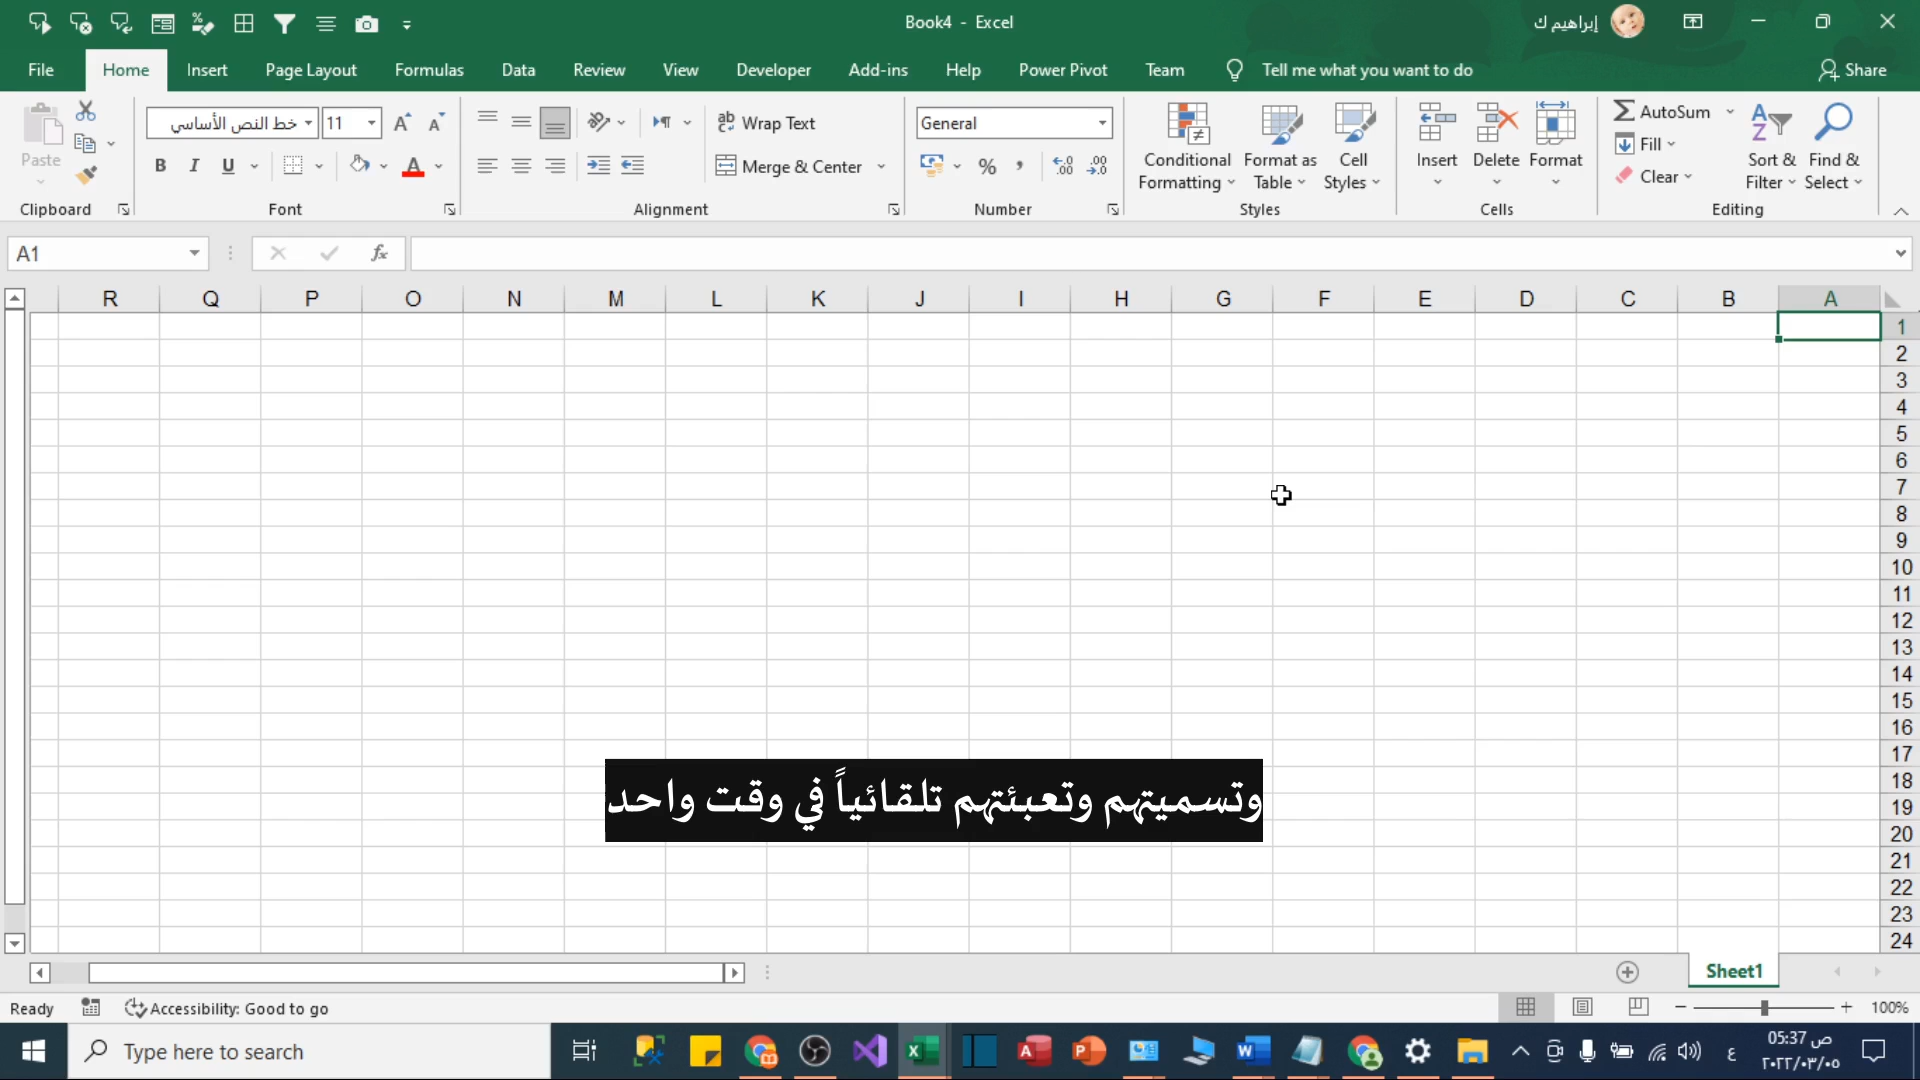 Book4 - Excel
إبراهيم ك
File Home Insert Page Layout Formulas Data Review View Developer Add-ins Help Power Pivot Team Tell me what you want to do Share
Paste
خط النص الأساسي 11
B I U A
Wrap Text
Merge & Center
General
% ,
Conditional Formatting
Format as Table
Cell Styles
Insert Delete Format
AutoSum
Fill
Clear
Sort & Filter
Find & Select
Clipboard Font Alignment Number Styles Cells Editing
A1 fx
R Q P O N M L K J I H G F E D C B A
1
2
3
4
5
6
7
8
9
10
11
12
13
14
15
16
17
18
19
20
21
22
23
24
وتسميتهم وتعبئتهم تلقائياً في وقت واحد
Sheet1
Ready Accessibility: Good to go 100%
Type here to search
ع
05:37 ص
٢٠٢٢/٠٣/٠٥